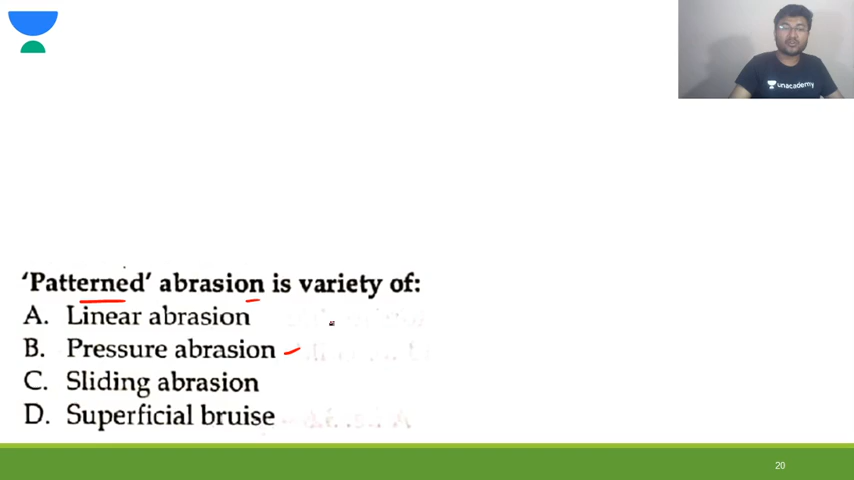 unacademy
'Patterned' abrasion is variety of:
A. Linear abrasion
B. Pressure abrasion
C. Sliding abrasion
D. Superficial bruise
20